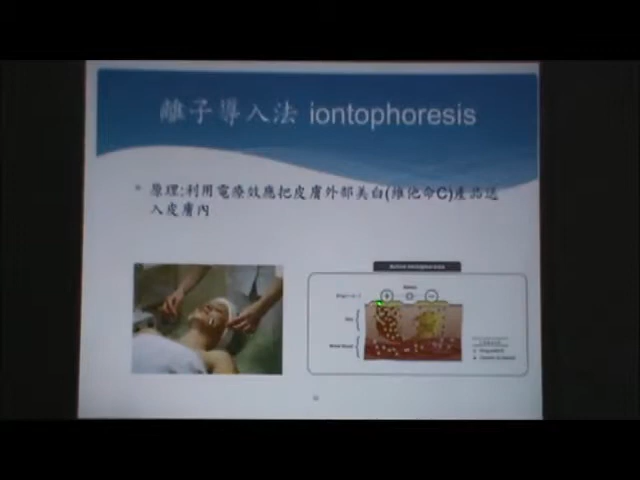 離子導入法 iontophoresis
原理:利用電療效應把皮膚外部美白(維他命C)產品送
入皮膚內